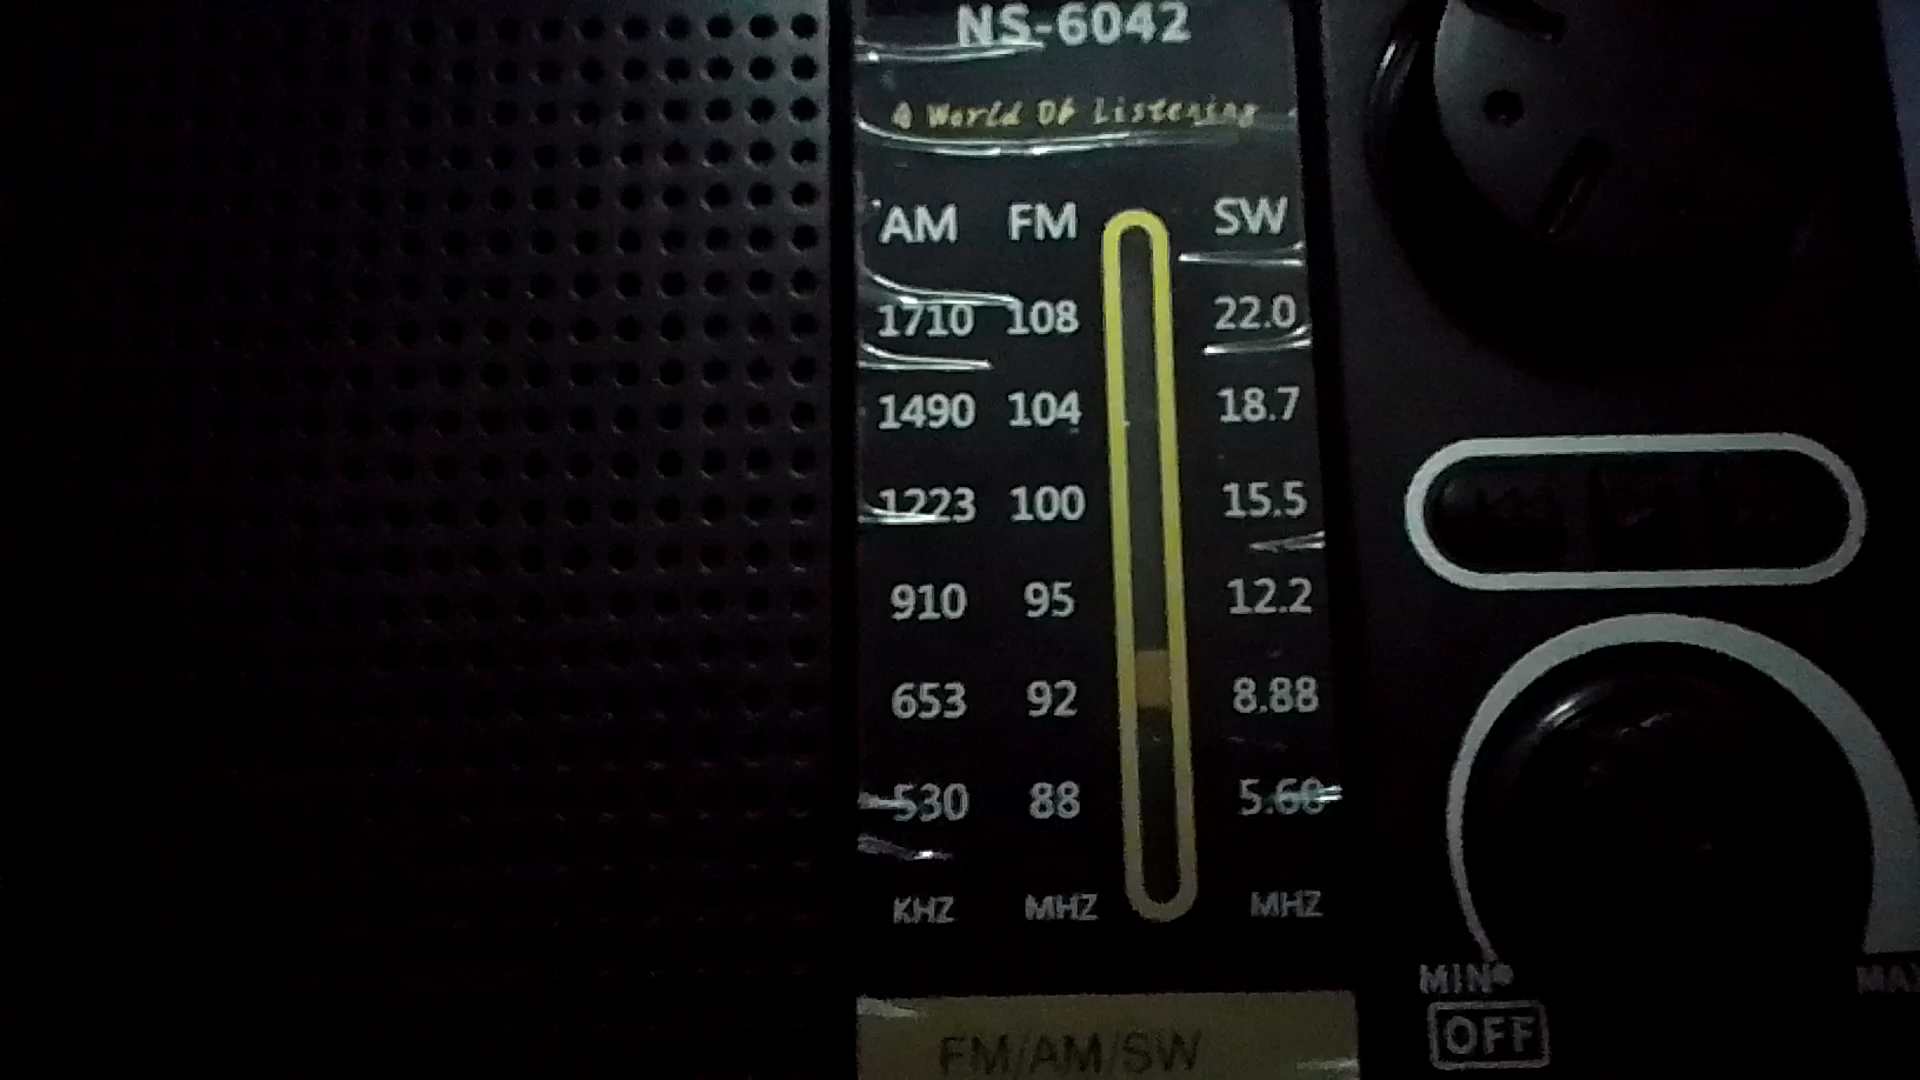 NS-6042
A World Of Listening
AM FM SW
1710 108 22.0
1490 104 18.7
1223 100 15.5
910 95 12.2
653 92 8.88
530 88 5.60
KHZ MHZ MHZ
MIN MAX
OFF
FM/AM/SW